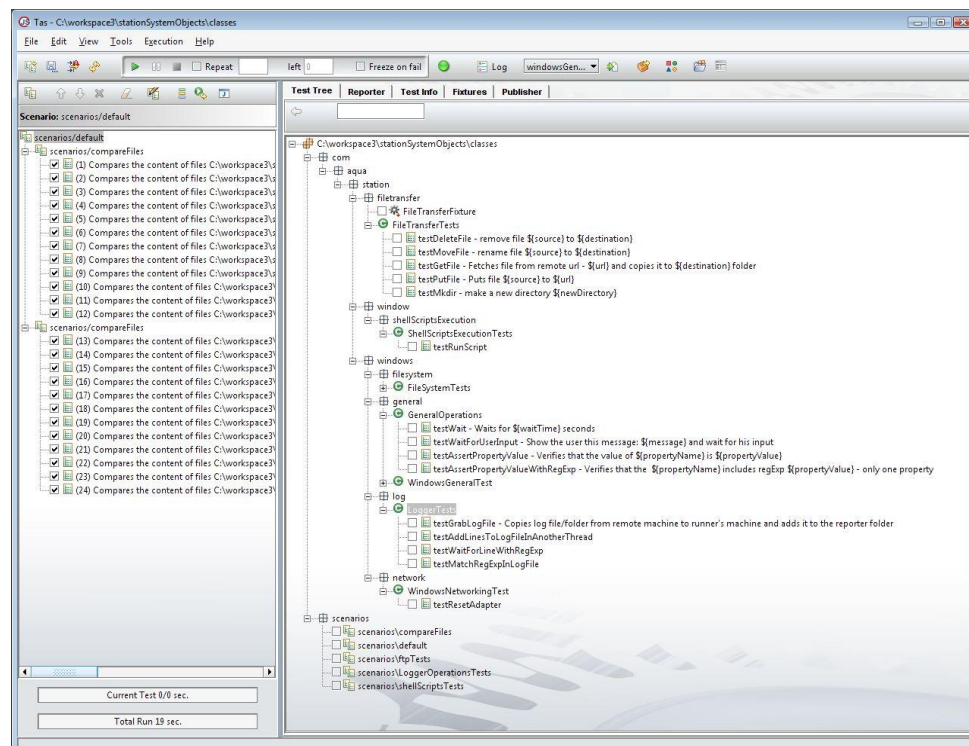 Tas - C:\workspace3\stationSystemObjects\classes
File Edit View Tools Execution Help
Repeat left 0 Freeze on fail Log windowsGen...
Scenario: scenarios/default
scenarios/default
scenarios/compareFiles
(1) Compares the content of files C:\workspace3\s
(2) Compares the content of files C:\workspace3\s
(3) Compares the content of files C:\workspace3\s
(4) Compares the content of files C:\workspace3\s
(5) Compares the content of files C:\workspace3\s
(6) Compares the content of files C:\workspace3\s
(7) Compares the content of files C:\workspace3\s
(8) Compares the content of files C:\workspace3\s
(9) Compares the content of files C:\workspace3\s
(10) Compares the content of files C:\workspace3\
(11) Compares the content of files C:\workspace3\
(12) Compares the content of files C:\workspace3\
scenarios/compareFiles
(13) Compares the content of files C:\workspace3\
(14) Compares the content of files C:\workspace3\
(15) Compares the content of files C:\workspace3\
(16) Compares the content of files C:\workspace3\
(17) Compares the content of files C:\workspace3\
(18) Compares the content of files C:\workspace3\
(19) Compares the content of files C:\workspace3\
(20) Compares the content of files C:\workspace3\
(21) Compares the content of files C:\workspace3\
(22) Compares the content of files C:\workspace3\
(23) Compares the content of files C:\workspace3\
(24) Compares the content of files C:\workspace3\
Current Test 0/0 sec.
Total Run 19 sec.
Test Tree Reporter Test Info Fixtures Publisher
C:\workspace3\stationSystemObjects\classes
com
aqua
station
filetransfer
FileTransferFixture
FileTransferTests
testDeleteFile - remove file ${source} to ${destination}
testMoveFile - rename file ${source} to ${destination}
testGetFile - Fetches file from remote url - ${url} and copies it to ${destination} folder
testPutFile - Puts file ${source} to ${url}
testMkdir - make a new directory ${newDirectory}
window
shellScriptsExecution
ShellScriptsExecutionTests
testRunScript
windows
filesystem
FileSystemTests
general
GeneralOperations
testWait - Waits for ${waitTime} seconds
testWaitForUserInput - Show the user this message: ${message} and wait for his input
testAssertPropertyValue - Verifies that the value of ${propertyName} is ${propertyValue}
testAssertPropertyValueWithRegExp - Verifies that the ${propertyName} includes regExp ${propertyValue} - only one property
WindowsGeneralTest
log
LoggerTests
testGrabLogFile - Copies log file/folder from remote machine to runner's machine and adds it to the reporter folder
testAddLinesToLogFileInAnotherThread
testWaitForLineWithRegExp
testMatchRegExpInLogFile
network
WindowsNetworkingTest
testResetAdapter
scenarios
scenarios\compareFiles
scenarios\default
scenarios\ftpTests
scenarios\LoggerOperationsTests
scenarios\shellScriptsTests